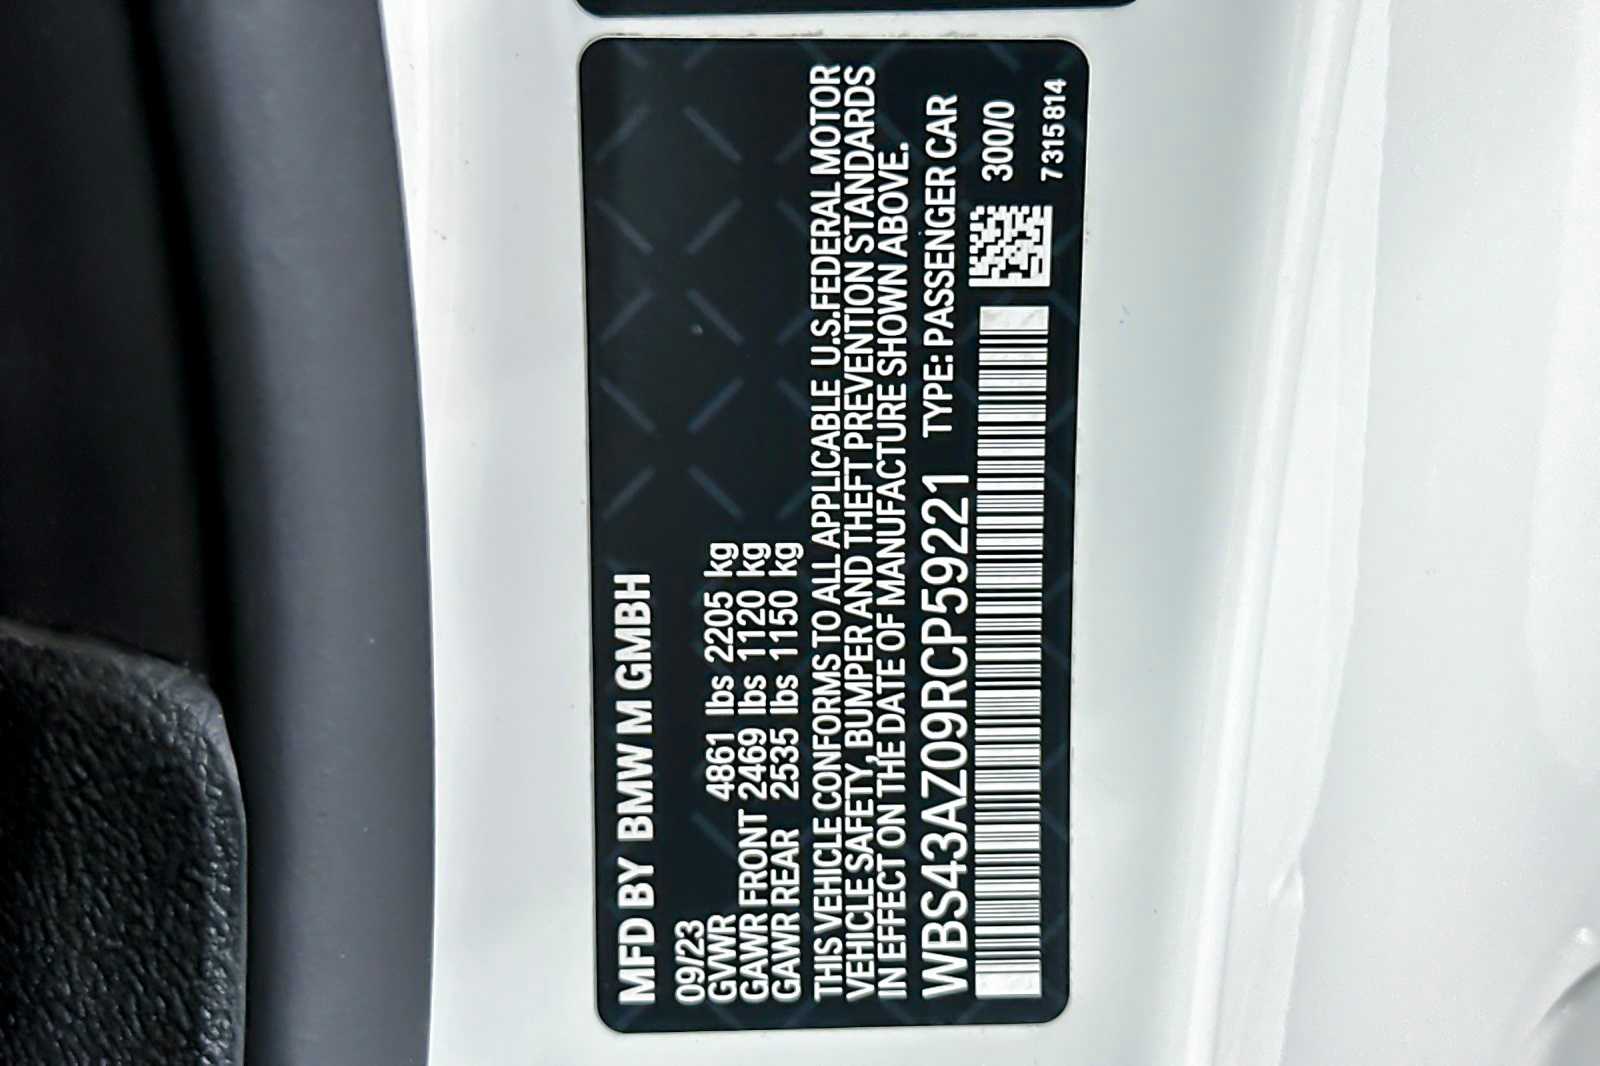 MFD BY BMW M GMBH
09/23
GVWR 4861 lbs 2205 kg
GAWR FRONT 2469 lbs 1120 kg
GAWR REAR 2535 lbs 1150 kg
THIS VEHICLE CONFORMS TO ALL APPLICABLE U.S.FEDERAL MOTOR
VEHICLE SAFETY, BUMPER AND THEFT PREVENTION STANDARDS
IN EFFECT ON THE DATE OF MANUFACTURE SHOWN ABOVE.
WBS43AZ09RCP59221 TYPE: PASSENGER CAR
300/0
7315814